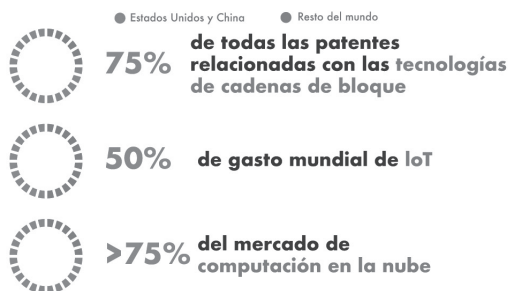 Estados Unidos y China Resto del mundo
75% de todas las patentes
relacionadas con las tecnologías
de cadenas de bloque
50% de gasto mundial de IoT
>75% del mercado de
computación en la nube